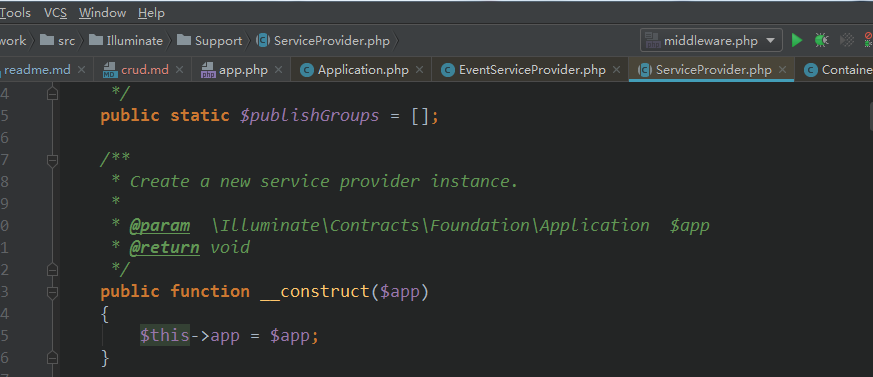 Tools VCS Window Help
work src Illuminate Support ServiceProvider.php middleware.php
readme.md crud.md app.php Application.php EventServiceProvider.php ServiceProvider.php Containe
4 */
5 public static $publishGroups = [];
6
7 /**
8 * Create a new service provider instance.
9 *
0 * @param \Illuminate\Contracts\Foundation\Application $app
1 * @return void
2 */
3 public function __construct($app)
4 {
5 $this->app = $app;
6 }